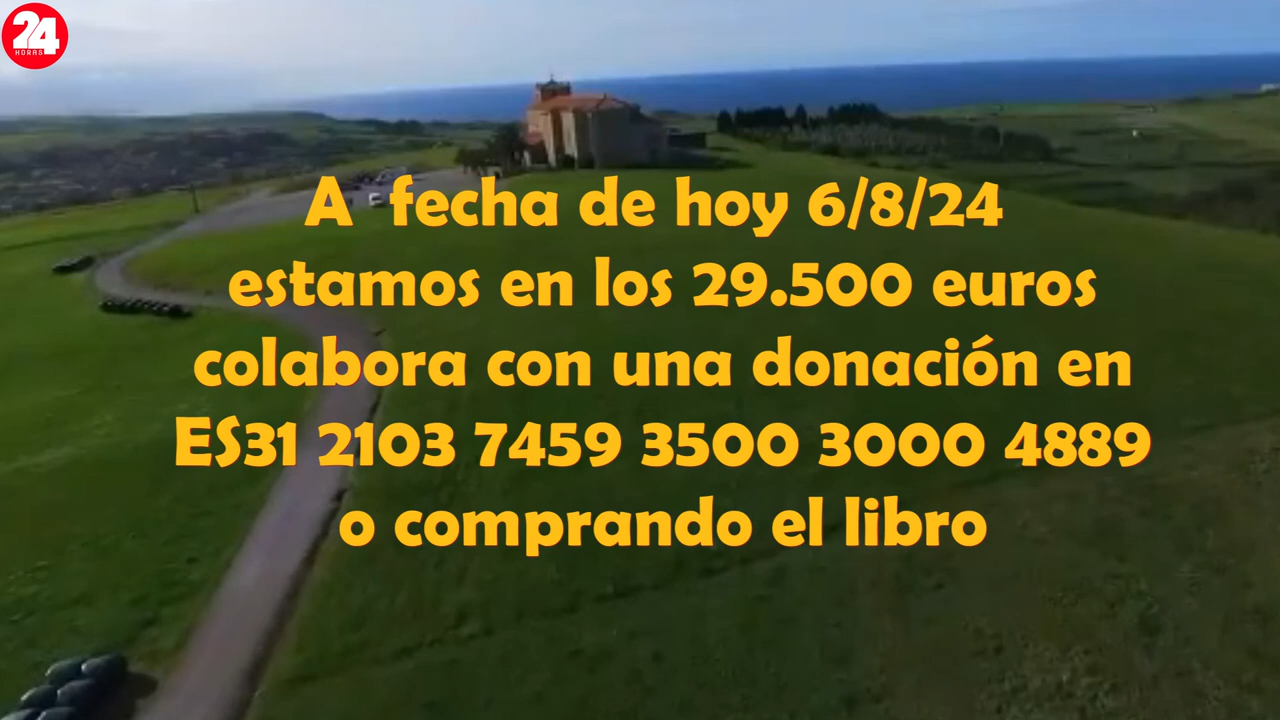 24
HORAS
A fecha de hoy 6/8/24
estamos en los 29.500 euros
colabora con una donación en
ES31 2103 7459 3500 3000 4889
o comprando el libro